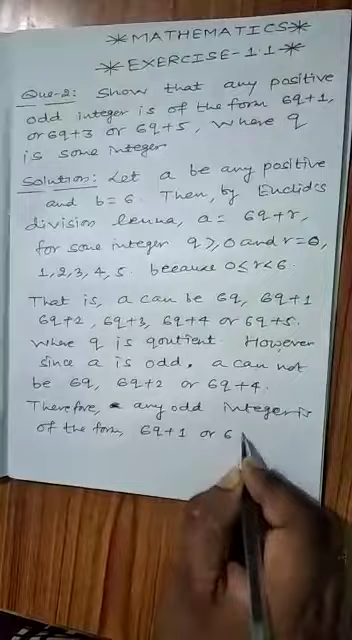 *MATHEMATICS*
*EXERCISE-1.1*
Que-2: Show that any positive
odd integer is of the form 6q+1,
or 6q+3 or 6q+5, where q
is some integer
Solution: Let a be any positive
and b=6. Then, by Euclid's
division lemma, a= 6q+r,
for some integer q≥0 and r=0,
1,2,3,4,5. because 0≤r<6.
That is, a can be 6q, 6q+1
6q+2, 6q+3, 6q+4 or 6q+5.
Where q is qoutient. However
since a is odd, a can not
be 6q, 6q+2 or 6q+4.
Therefore, any odd integer is
of the form, 6q+1 or 6